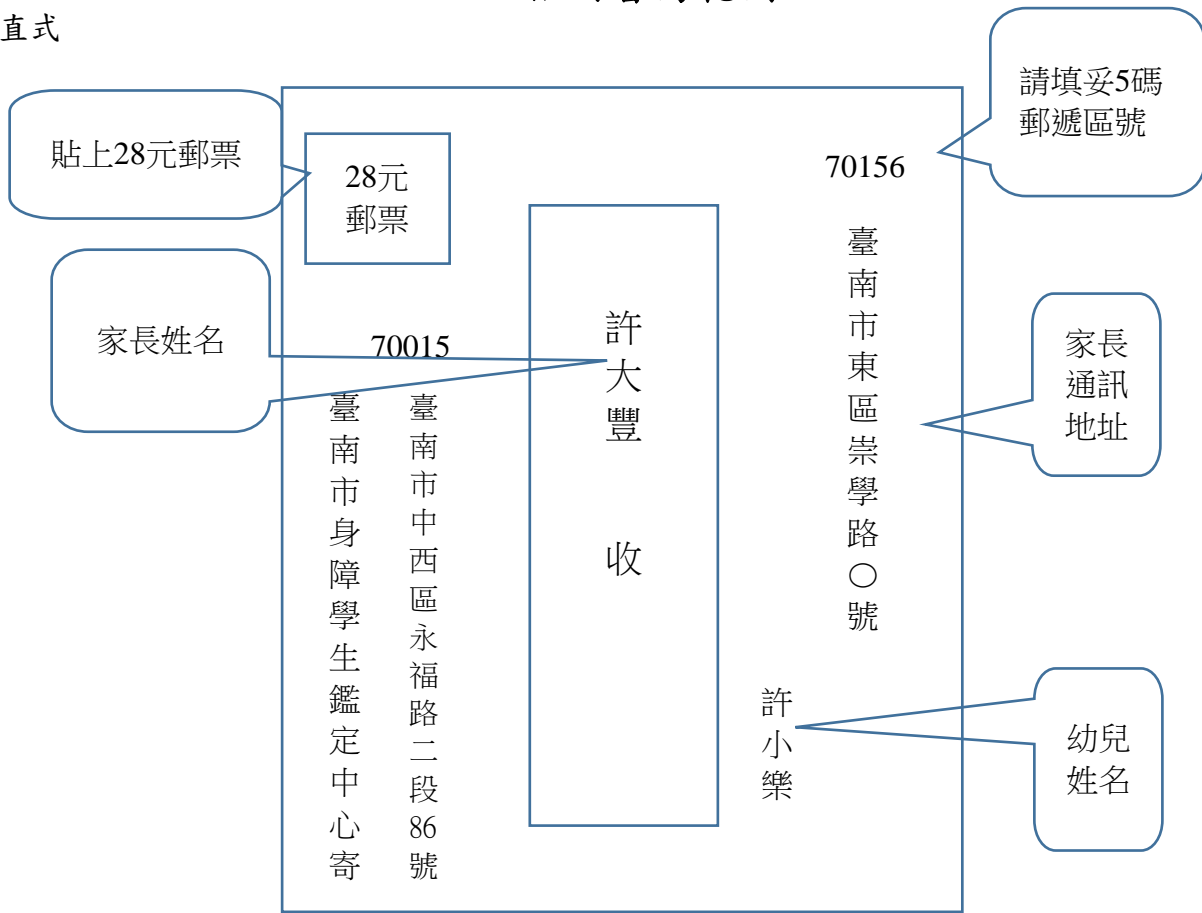 直式
請填妥5碼
郵遞區號
貼上28元郵票
28元
郵票
70156
臺南市東區崇學路○號
家長
通訊
地址
許大豐 收
家長姓名
70015
臺南市中西區永福路二段86號
臺南市身障學生鑑定中心寄
許小樂
幼兒
姓名